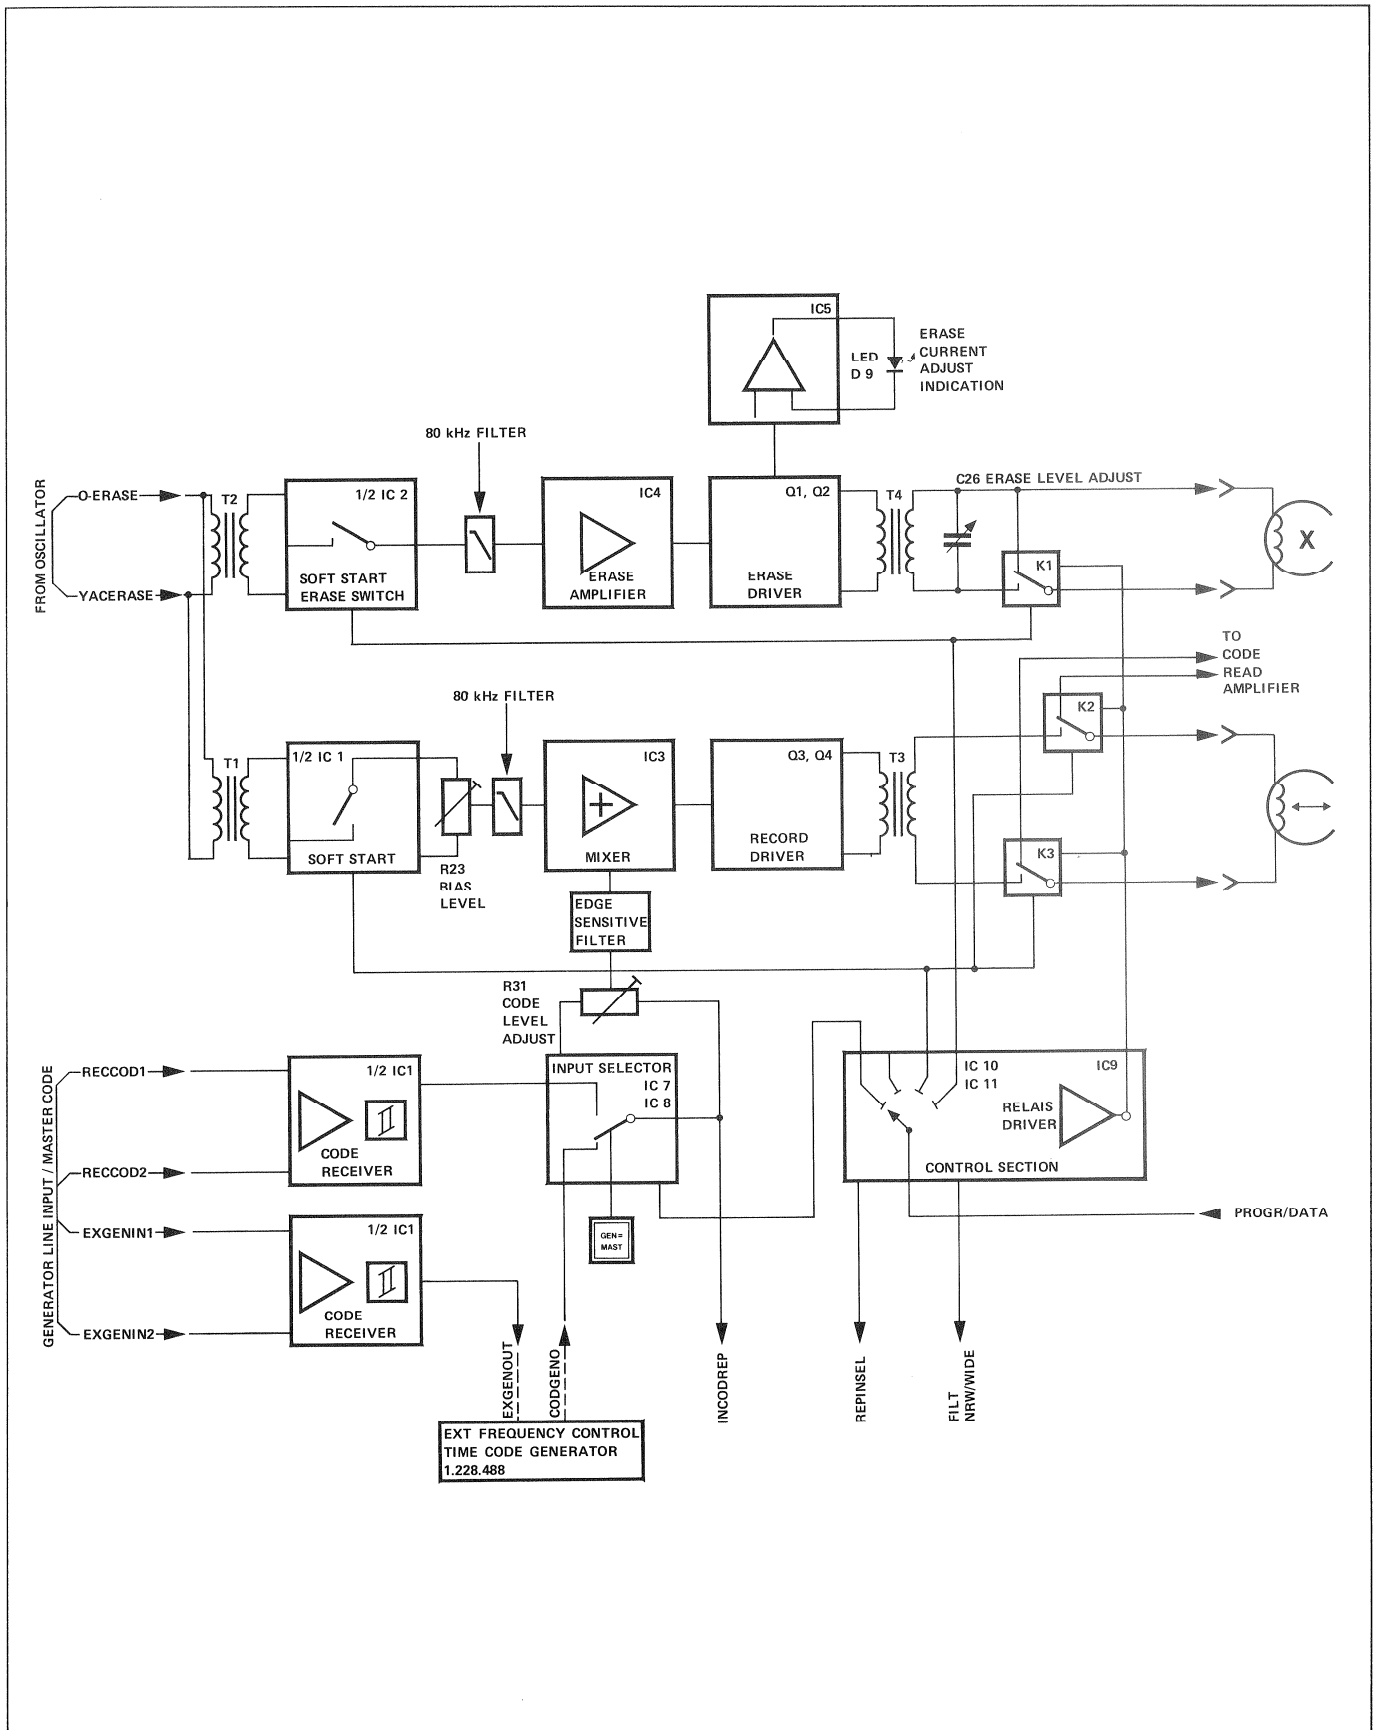 IC5
LED
D 9
ERASE
CURRENT
ADJUST
INDICATION
80 kHz FILTER
FROM OSCILLATOR
O-ERASE
YACERASE
T2
1/2 IC 2
SOFT START
ERASE SWITCH
IC4
ERASE
AMPLIFIER
Q1, Q2
ERASE
DRIVER
T4
C26 ERASE LEVEL ADJUST
K1
X
TO
CODE
READ
AMPLIFIER
80 kHz FILTER
T1
1/2 IC 1
SOFT START
R23
BIAS
LEVEL
IC3
MIXER
Q3, Q4
RECORD
DRIVER
T3
K2
K3
EDGE
SENSITIVE
FILTER
R31
CODE
LEVEL
ADJUST
GENERATOR LINE INPUT / MASTER CODE
RECCOD1
RECCOD2
EXGENIN1
EXGENIN2
1/2 IC1
CODE
RECEIVER
1/2 IC1
CODE
RECEIVER
INPUT SELECTOR
IC 7
IC 8
GEN=
MAST
IC 10
IC 11
IC9
RELAIS
DRIVER
CONTROL SECTION
PROGR/DATA
EXGENOUT
CODGENO
INCODREP
REPINSEL
FILT
NRW/WIDE
EXT FREQUENCY CONTROL
TIME CODE GENERATOR
1.228.488